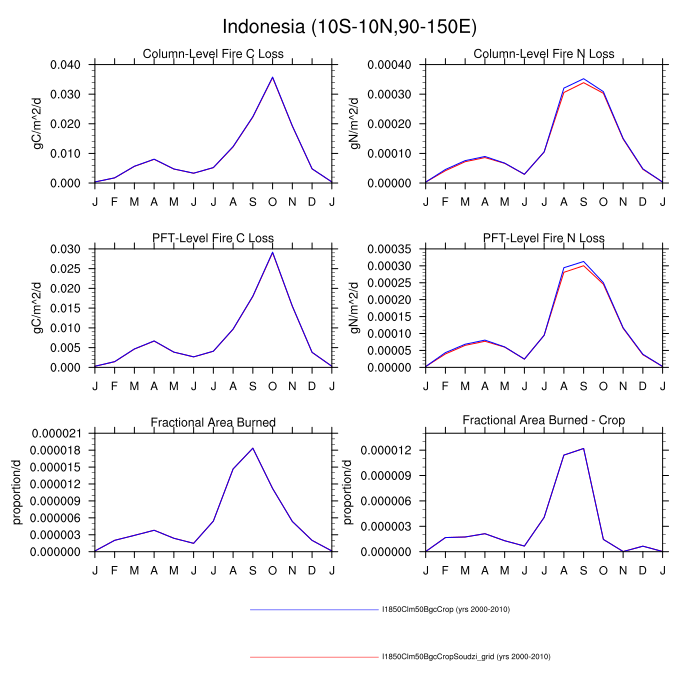 Indonesia (10S-10N,90-150E)
Column-Level Fire C Loss
gC/m^2/d
0.040
0.030
0.020
0.010
0.000
J F M A M J J A S O N D J
Column-Level Fire N Loss
gN/m^2/d
0.00040
0.00030
0.00020
0.00010
0.00000
J F M A M J J A S O N D J
PFT-Level Fire C Loss
gC/m^2/d
0.030
0.025
0.020
0.015
0.010
0.005
0.000
J F M A M J J A S O N D J
PFT-Level Fire N Loss
gN/m^2/d
0.00035
0.00030
0.00025
0.00020
0.00015
0.00010
0.00005
0.00000
J F M A M J J A S O N D J
Fractional Area Burned
proportion/d
0.000021
0.000018
0.000015
0.000012
0.000009
0.000006
0.000003
0.000000
J F M A M J J A S O N D J
Fractional Area Burned - Crop
proportion/d
0.000012
0.000009
0.000006
0.000003
0.000000
J F M A M J J A S O N D J
I1850Clm50BgcCrop (yrs 2000-2010)
I1850Clm50BgcCropSoudzi_grid (yrs 2000-2010)